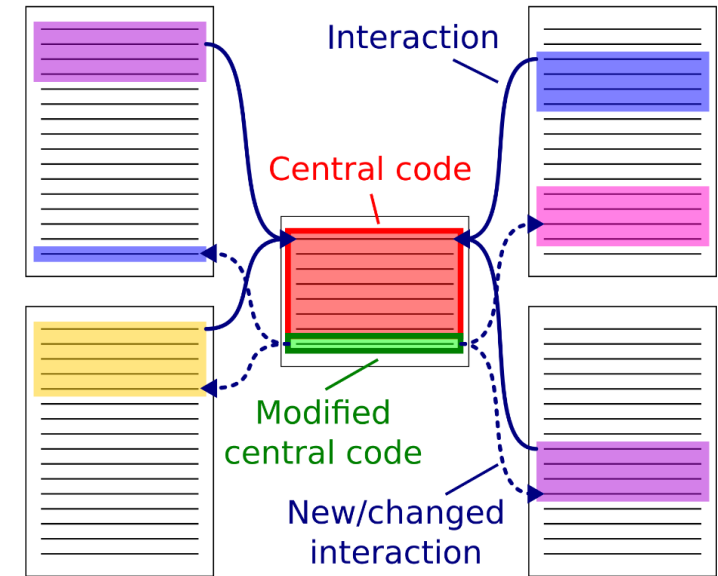 Interaction
Central code
Modified
central code
New/changed
interaction